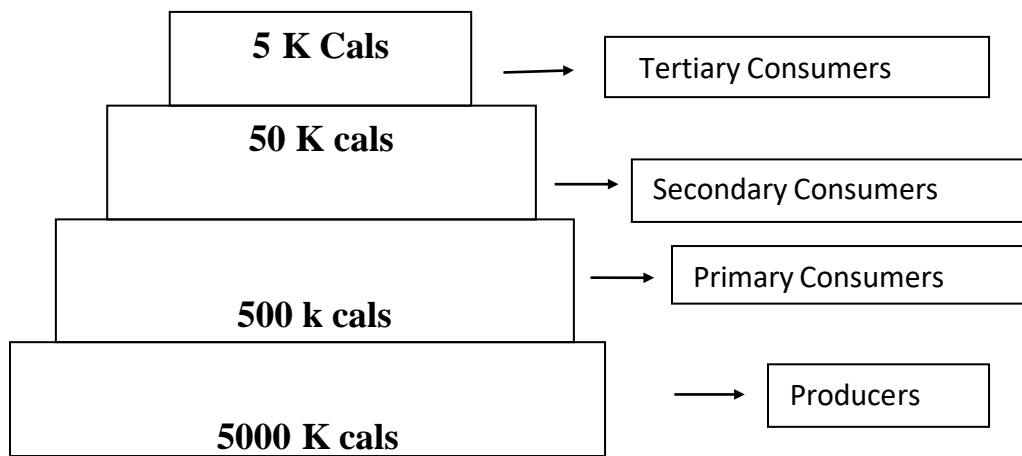 5 K Cals
Tertiary Consumers
50 K cals
Secondary Consumers
500 k cals
Primary Consumers
5000 K cals
Producers